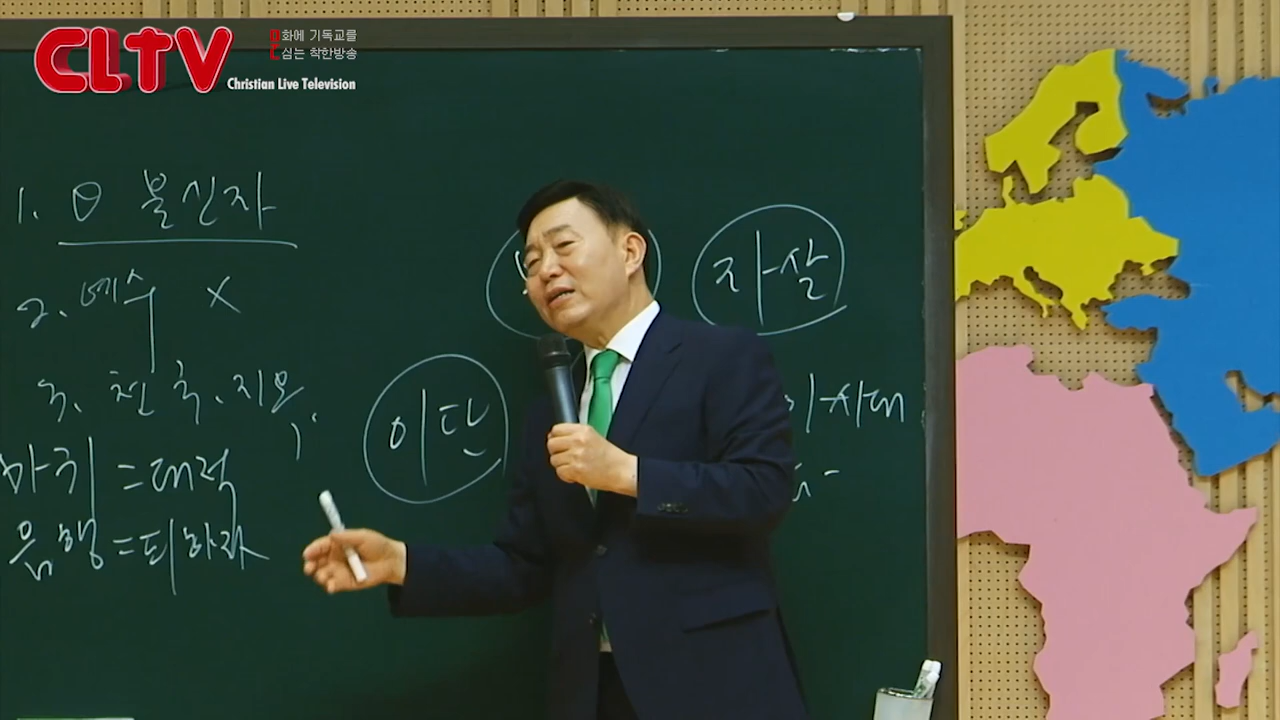 CLTV
화에 기독교를
심는 착한방송
Christian Live Television
1. θ 불신자
2. 예수 X
3. 천국. 지옥
마귀 = 대적
음행 = 피하라
이단
자살
시대